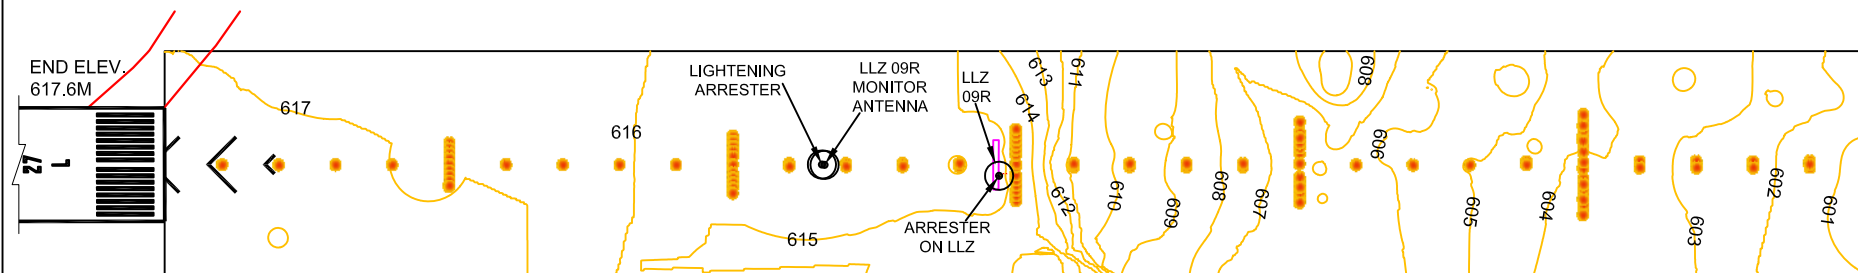 END ELEV.
617.6M
27
L
617
616
615
LIGHTENING
ARRESTER
LLZ 09R
MONITOR
ANTENNA
LLZ
09R
ARRESTER
ON LLZ
613
611
614
612
610
609
608
607
608
606
605
604
603
602
601